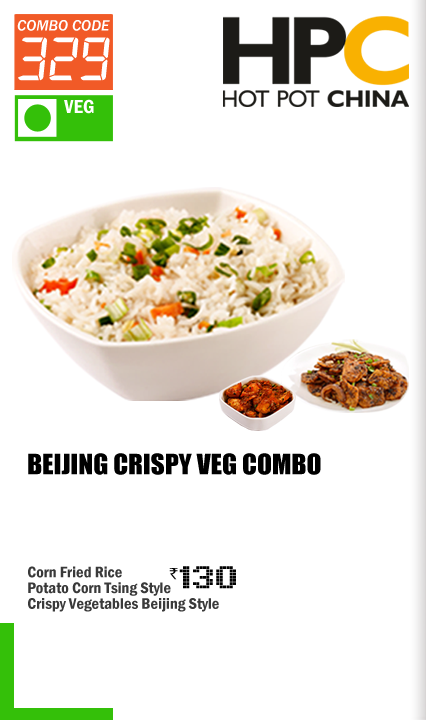 COMBO CODE
329
VEG
HPC
HOT POT CHINA
BEIJING CRISPY VEG COMBO
Corn Fried Rice
Potato Corn Tsing Style ₹130
Crispy Vegetables Beijing Style